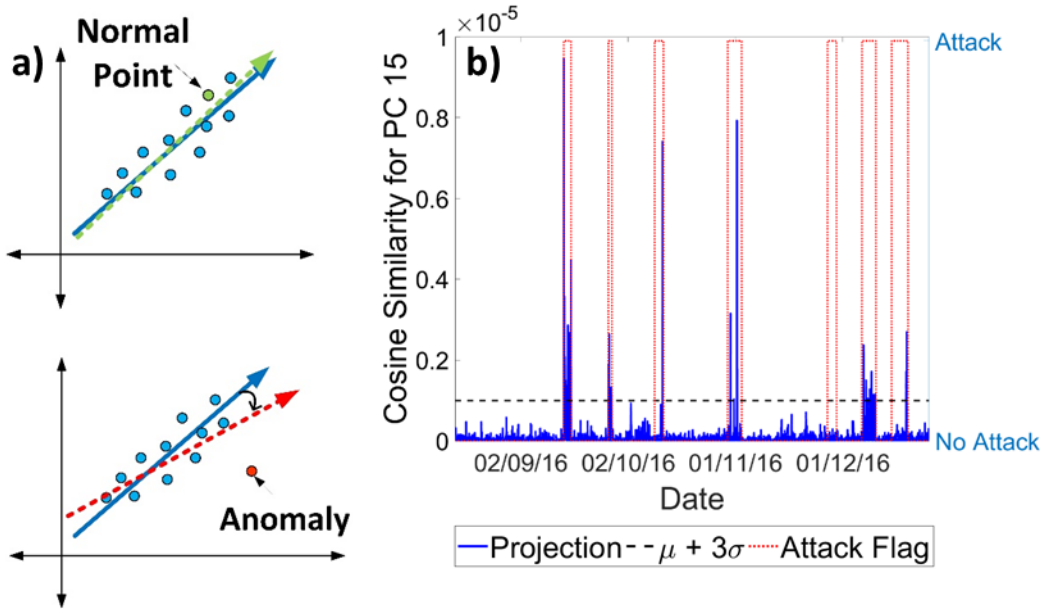 a)
Normal
Point
Anomaly
b)
×10⁻⁵
Cosine Similarity for PC 15
1
0.8
0.6
0.4
0.2
0
Attack
No Attack
02/09/16 02/10/16 01/11/16 01/12/16
Date
Projection μ + 3σ Attack Flag